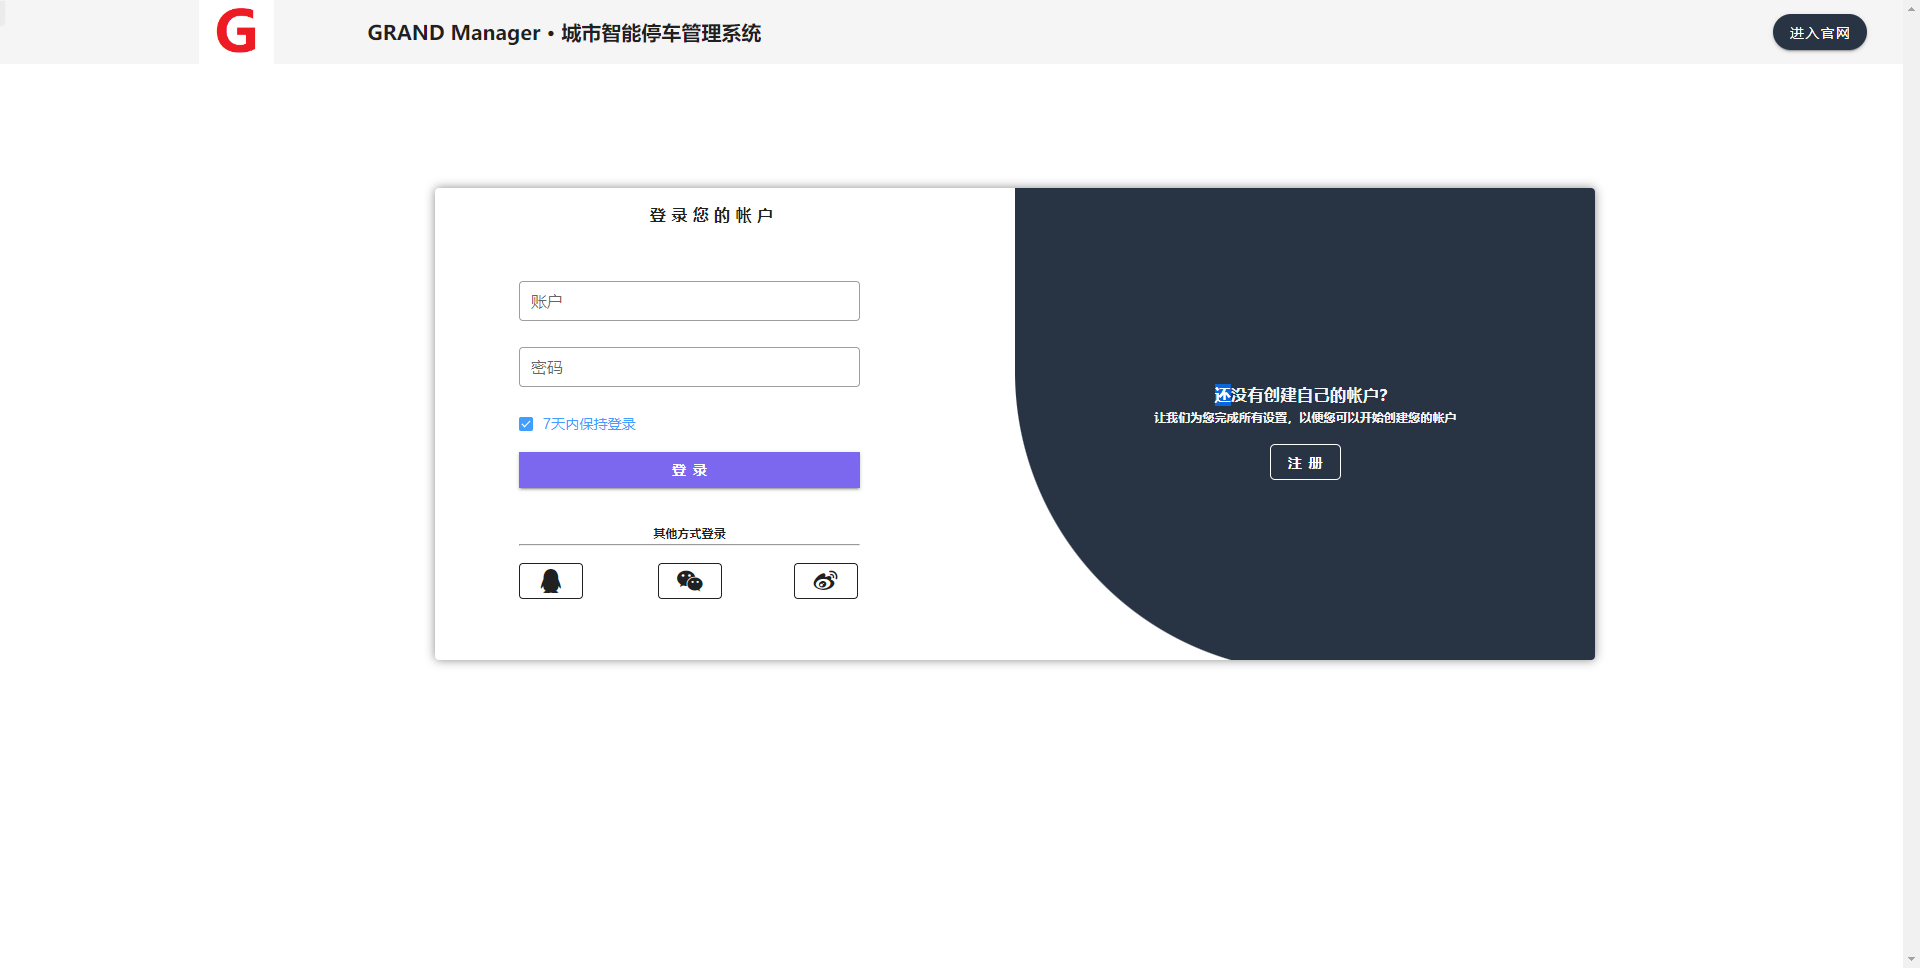 G
GRAND Manager • 城市智能停车管理系统
进入官网
登录您的帐户
账户
密码
7天内保持登录
登 录
其他方式登录
还没有创建自己的帐户?
让我们为您完成所有设置，以便您可以开始创建您的帐户
注 册